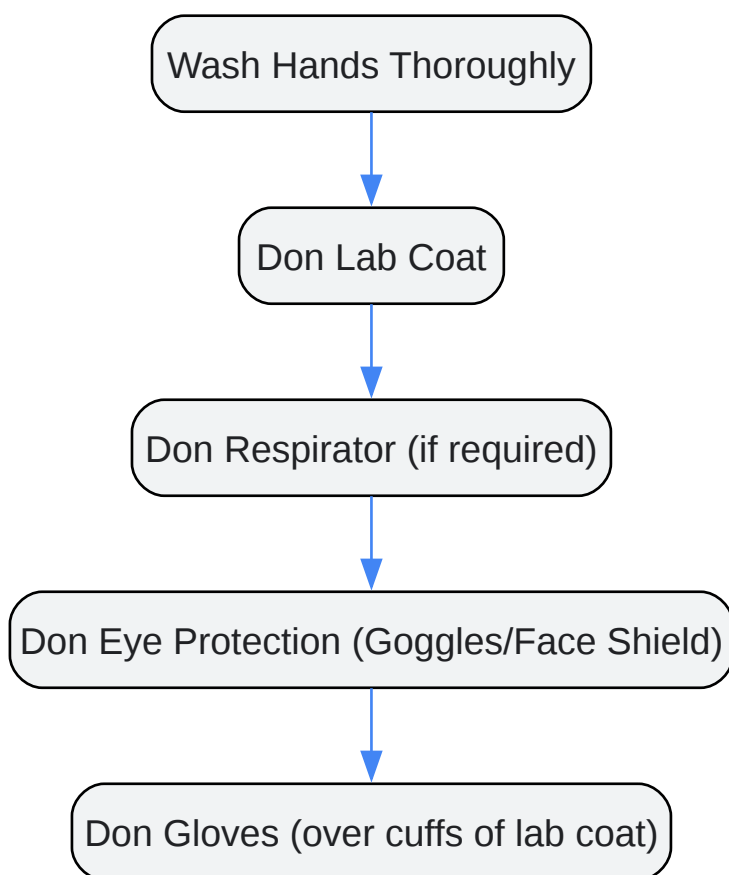 Wash Hands Thoroughly
Don Lab Coat
Don Respirator (if required)
Don Eye Protection (Goggles/Face Shield)
Don Gloves (over cuffs of lab coat)